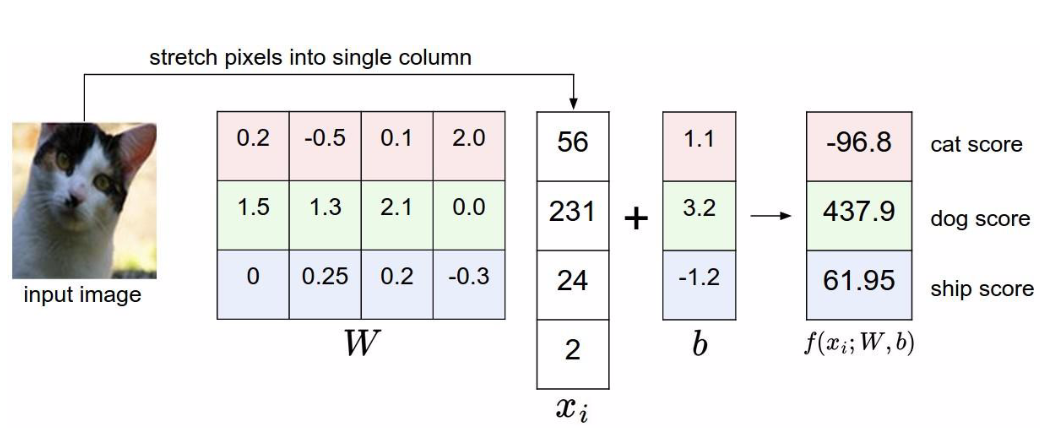 stretch pixels into single column
0.2 -0.5 0.1 2.0
1.5 1.3 2.1 0.0
0 0.25 0.2 -0.3
W
56
231
24
2
x_i
+
1.1
3.2
-1.2
b
-96.8 cat score
437.9 dog score
61.95 ship score
f(x_i; W, b)
input image